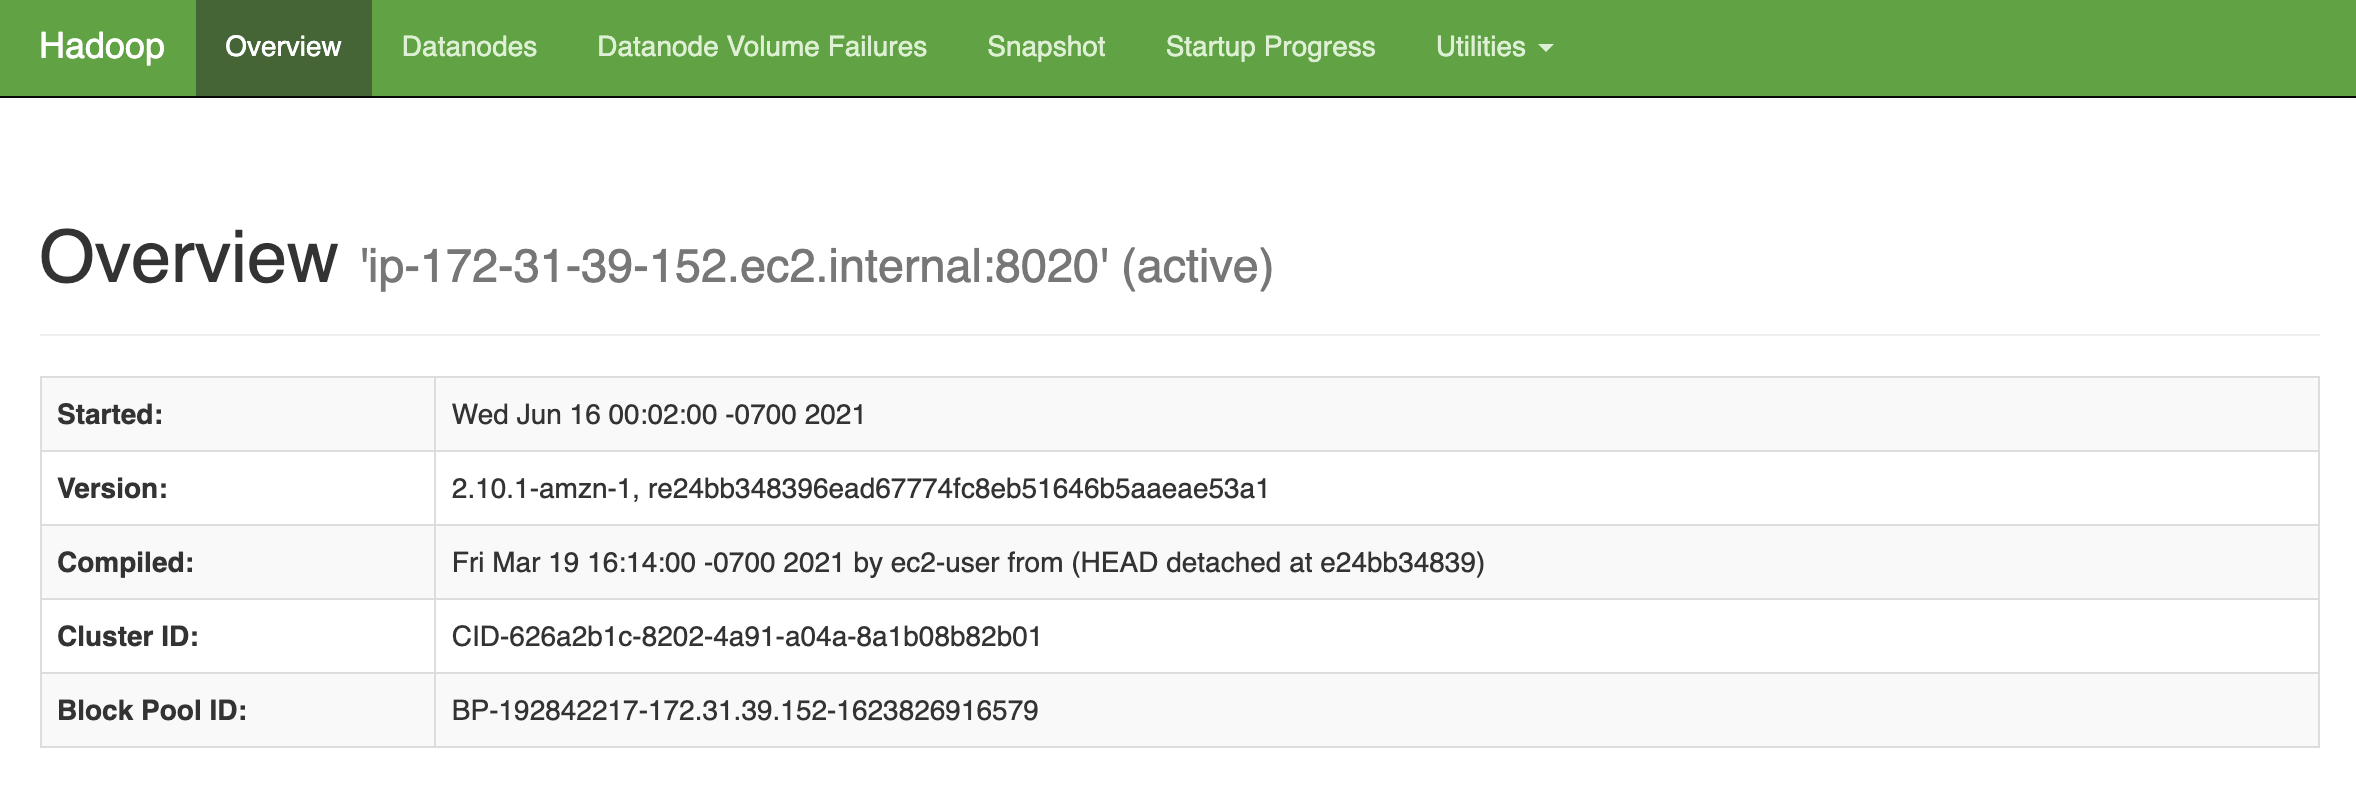 Hadoop Overview Datanodes Datanode Volume Failures Snapshot Startup Progress Utilities
Overview 'ip-172-31-39-152.ec2.internal:8020' (active)
Started: Wed Jun 16 00:02:00 -0700 2021
Version: 2.10.1-amzn-1, re24bb348396ead67774fc8eb51646b5aaeae53a1
Compiled: Fri Mar 19 16:14:00 -0700 2021 by ec2-user from (HEAD detached at e24bb34839)
Cluster ID: CID-626a2b1c-8202-4a91-a04a-8a1b08b82b01
Block Pool ID: BP-192842217-172.31.39.152-1623826916579